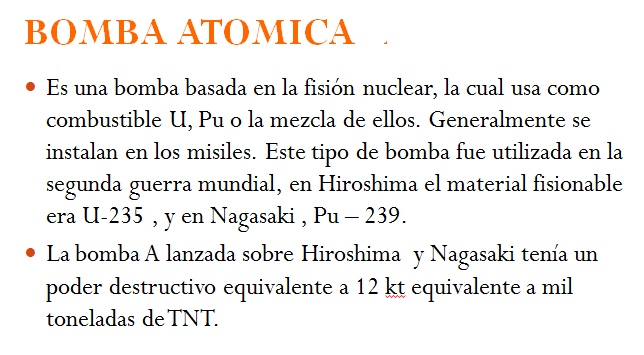 BOMBA ATOMICA .
• Es una bomba basada en la fisión nuclear, la cual usa como
combustible U, Pu o la mezcla de ellos. Generalmente se
instalan en los misiles. Este tipo de bomba fue utilizada en la
segunda guerra mundial, en Hiroshima el material fisionable
era U-235 , y en Nagasaki , Pu – 239.
• La bomba A lanzada sobre Hiroshima y Nagasaki tenía un
poder destructivo equivalente a 12 kt equivalente a mil
toneladas de TNT.